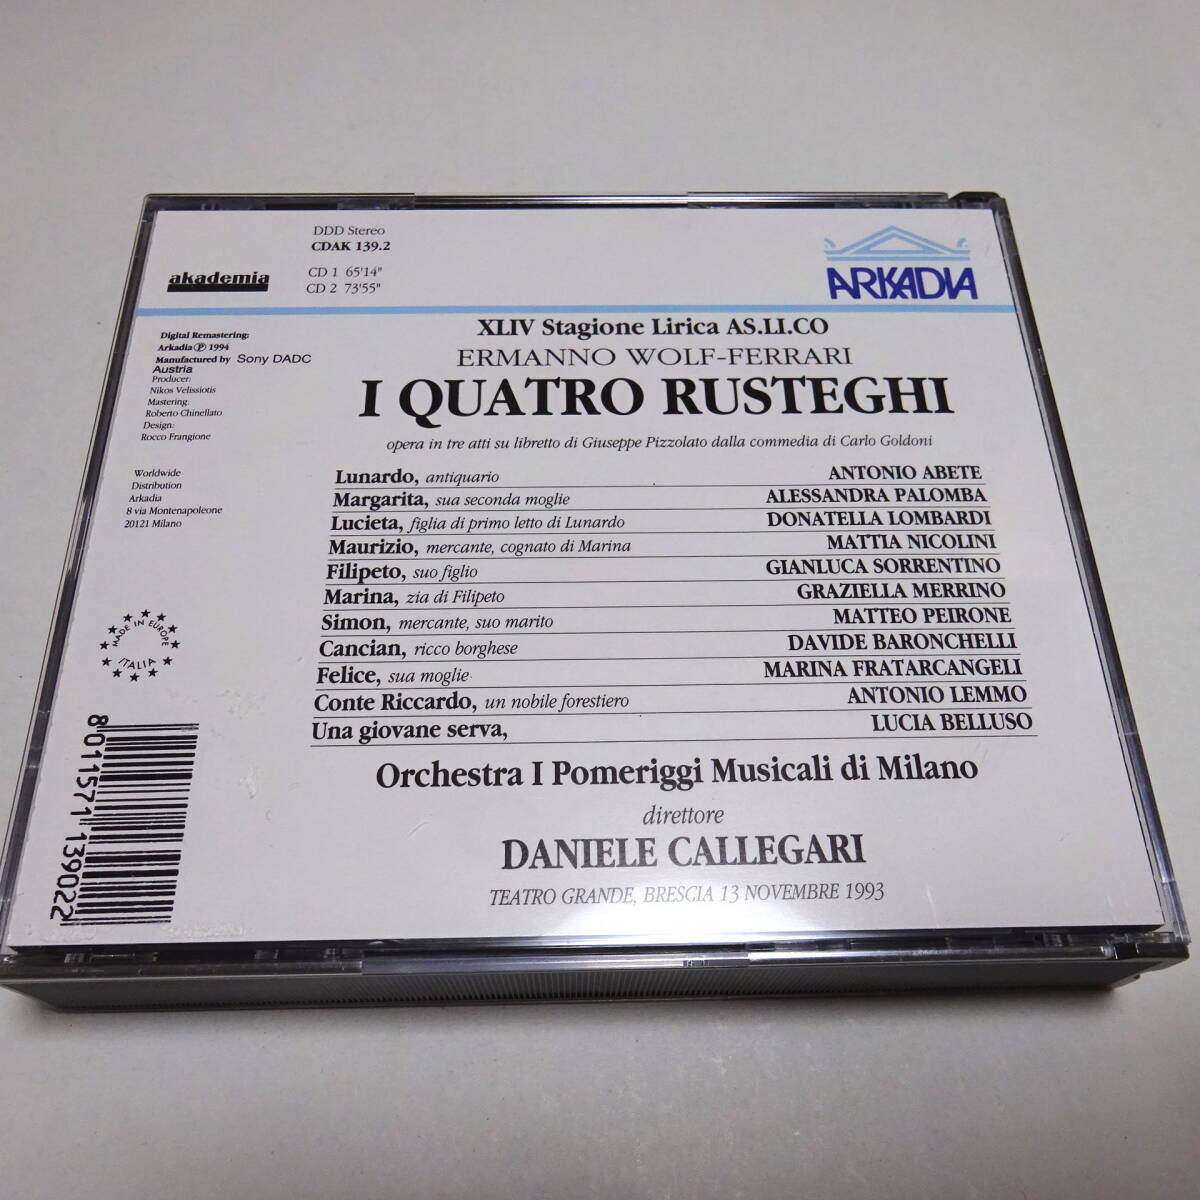 DDD Stereo
CDAK 139.2
akademia
CD 1 65'14"
CD 2 73'55"
ARKADIA
Digital Remastering:
Arkadia Ⓟ 1994
Manufactured by Sony DADC
Austria
Producer:
Nikos Velissiotis
Mastering:
Roberto Chinellato
Design:
Rocco Frangione
Worldwide
Distribution
Arkadia
8 via Montenapoleone
20121 Milano
MADE IN EUROPE
ITALIA
8 011571 139022
XLIV Stagione Lirica AS.LI.CO
ERMANNO WOLF-FERRARI
I QUATRO RUSTEGHI
opera in tre atti su libretto di Giuseppe Pizzolato dalla commedia di Carlo Goldoni
Lunardo, antiquario ANTONIO ABETE
Margarita, sua seconda moglie ALESSANDRA PALOMBA
Lucieta, figlia di primo letto di Lunardo DONATELLA LOMBARDI
Maurizio, mercante, cognato di Marina MATTIA NICOLINI
Filipeto, suo figlio GIANLUCA SORRENTINO
Marina, zia di Filipeto GRAZIELLA MERRINO
Simon, mercante, suo marito MATTEO PEIRONE
Cancian, ricco borghese DAVIDE BARONCHELLI
Felice, sua moglie MARINA FRATARCANGELI
Conte Riccardo, un nobile forestiero ANTONIO LEMMO
Una giovane serva, LUCIA BELLUSO
Orchestra I Pomeriggi Musicali di Milano
direttore
DANIELE CALLEGARI
TEATRO GRANDE, BRESCIA 13 NOVEMBRE 1993